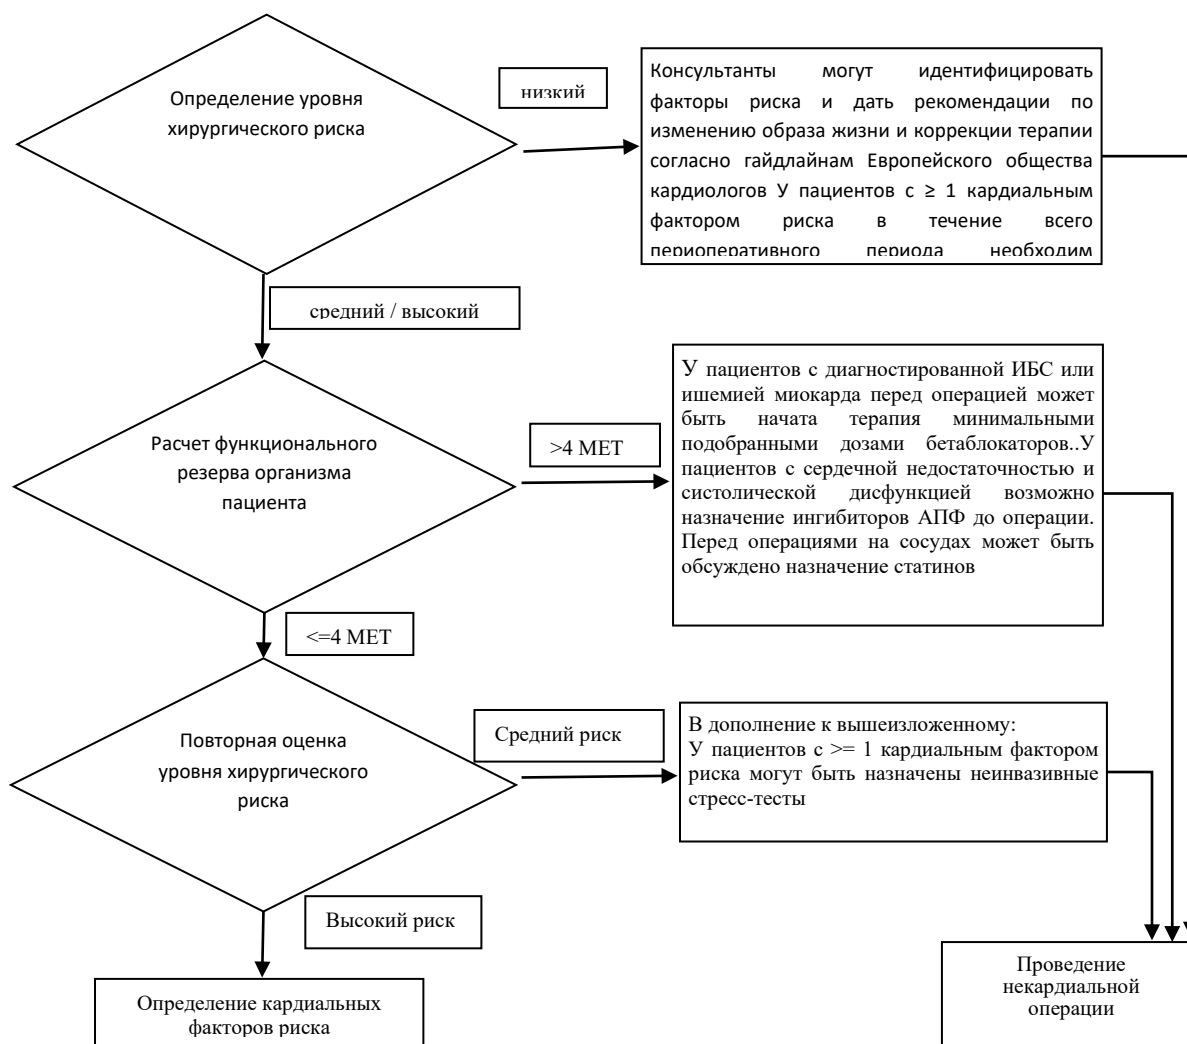 Определение уровня
хирургического риска
низкий
Консультанты могут идентифицировать
факторы риска и дать рекомендации по
изменению образа жизни и коррекции терапии
согласно гайдлайнам Европейского общества
кардиологов У пациентов с ≥ 1 кардиальным
фактором риска в течение всего
периоперативного периода необходим
средний / высокий
Расчет функционального
резерва организма
пациента
>4 МЕТ
У пациентов с диагностированной ИБС или
ишемией миокарда перед операцией может
быть начата терапия минимальными
подобранными дозами бетаблокаторов..У
пациентов с сердечной недостаточностью и
систолической дисфункцией возможно
назначение ингибиторов АПФ до операции.
Перед операциями на сосудах может быть
обсуждено назначение статинов
<=4 МЕТ
Повторная оценка
уровня хирургического
риска
Средний риск
В дополнение к вышеизложенному:
У пациентов с >= 1 кардиальным фактором
риска могут быть назначены неинвазивные
стресс-тесты
Высокий риск
Определение кардиальных
факторов риска
Проведение
некардиальной
операции